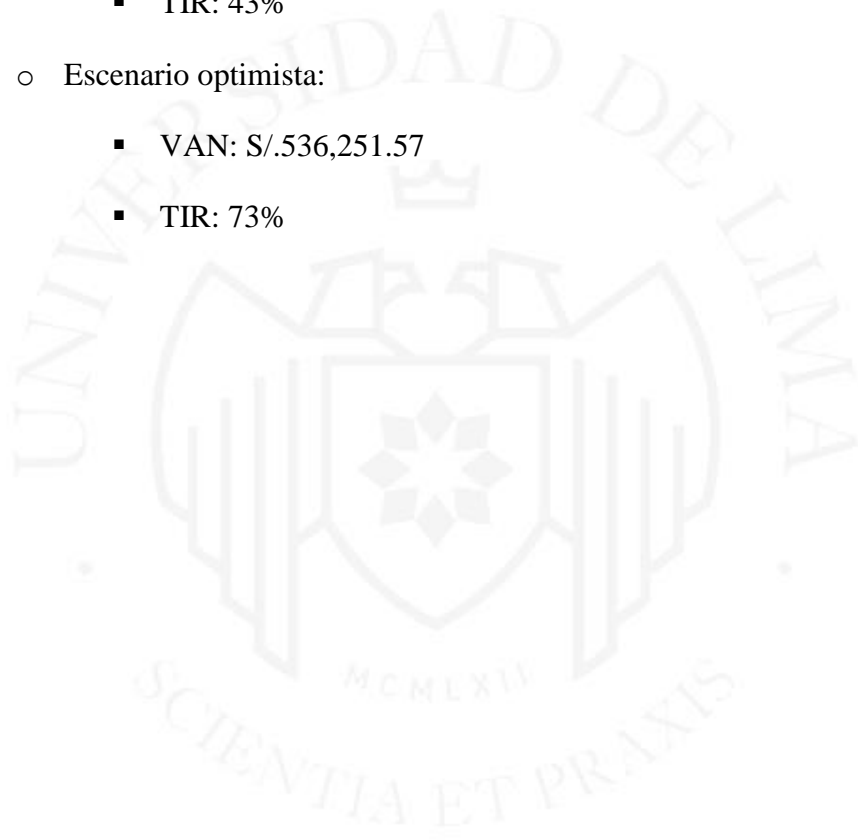 ▪ TIR: 43%
o Escenario optimista:
▪ VAN: S/.536,251.57
▪ TIR: 73%
UNIVERSIDAD DE LIMA
MCMLXII
SCIENTIA ET PRAXIS